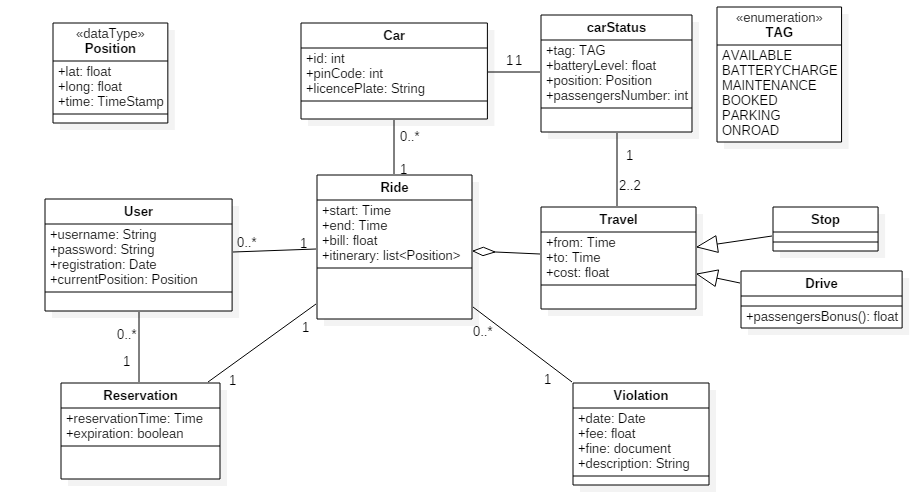 «dataType»
Position
+lat: float
+long: float
+time: TimeStamp
Car
+id: int
+pinCode: int
+licencePlate: String
1
1
carStatus
+tag: TAG
+batteryLevel: float
+position: Position
+passengersNumber: int
«enumeration»
TAG
AVAILABLE
BATTERYCHARGE
MAINTENANCE
BOOKED
PARKING
ONROAD
0..*
1
1
2..2
User
+username: String
+password: String
+registration: Date
+currentPosition: Position
0..*
1
Ride
+start: Time
+end: Time
+bill: float
+itinerary: list<Position>
Travel
+from: Time
+to: Time
+cost: float
Stop
Drive
+passengersBonus(): float
0..*
1
1
1
0..*
1
Reservation
+reservationTime: Time
+expiration: boolean
Violation
+date: Date
+fee: float
+fine: document
+description: String